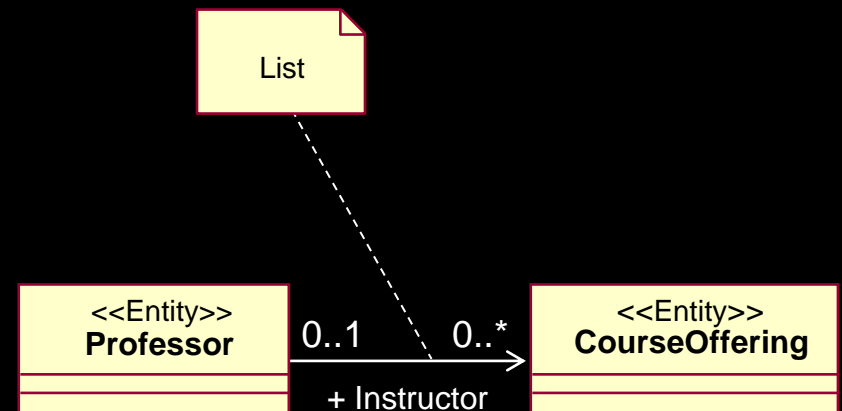 List
<<Entity>>
Professor
0..1
0..*
+ Instructor
<<Entity>>
CourseOffering